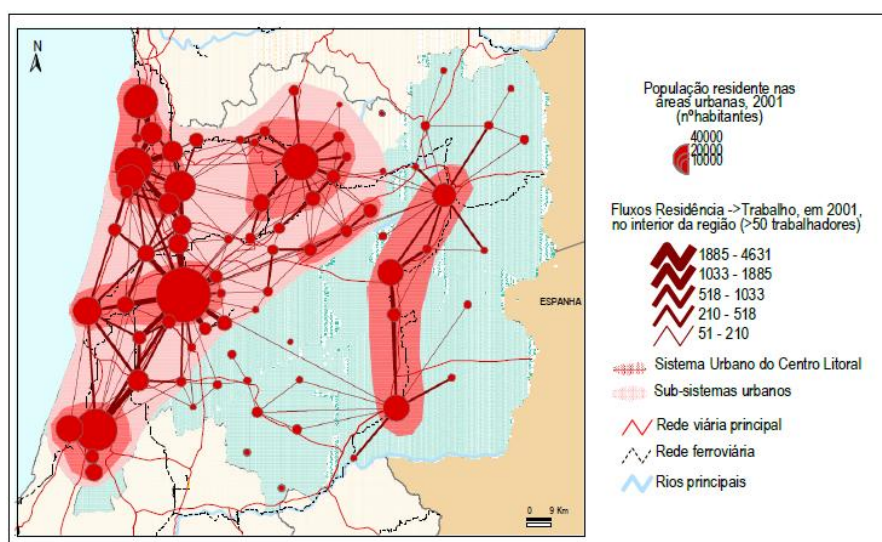 N
ESPANHA
0 9 Km
População residente nas
áreas urbanas, 2001
(nºhabitantes)
40000
20000
10000
Fluxos Residência ->Trabalho, em 2001,
no interior da região (>50 trabalhadores)
1885 - 4631
1033 - 1885
518 - 1033
210 - 518
51 - 210
Sistema Urbano do Centro Litoral
Sub-sistemas urbanos
Rede viária principal
Rede ferroviária
Rios principais